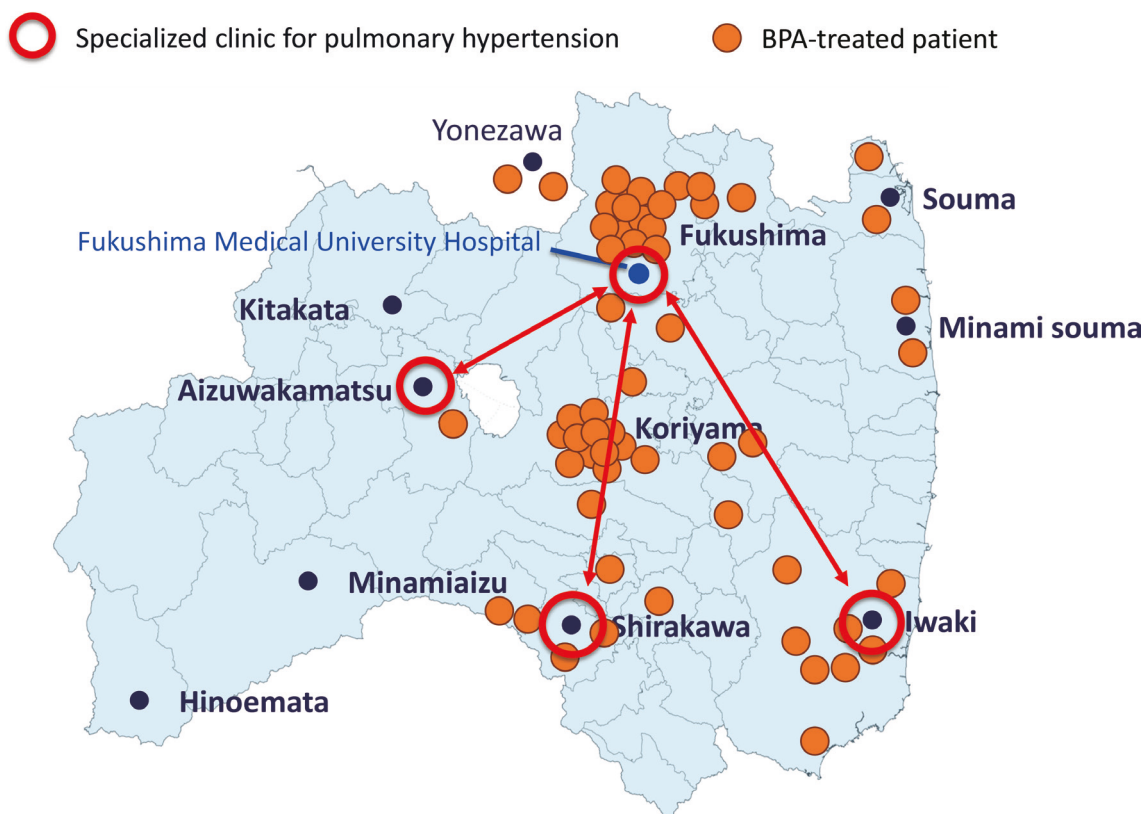 Specialized clinic for pulmonary hypertension
BPA-treated patient
Yonezawa
Souma
Fukushima
Fukushima Medical University Hospital
Kitakata
Minami souma
Aizuwakamatsu
Koriyama
Minamiaizu
Shirakawa
Iwaki
Hinoemata